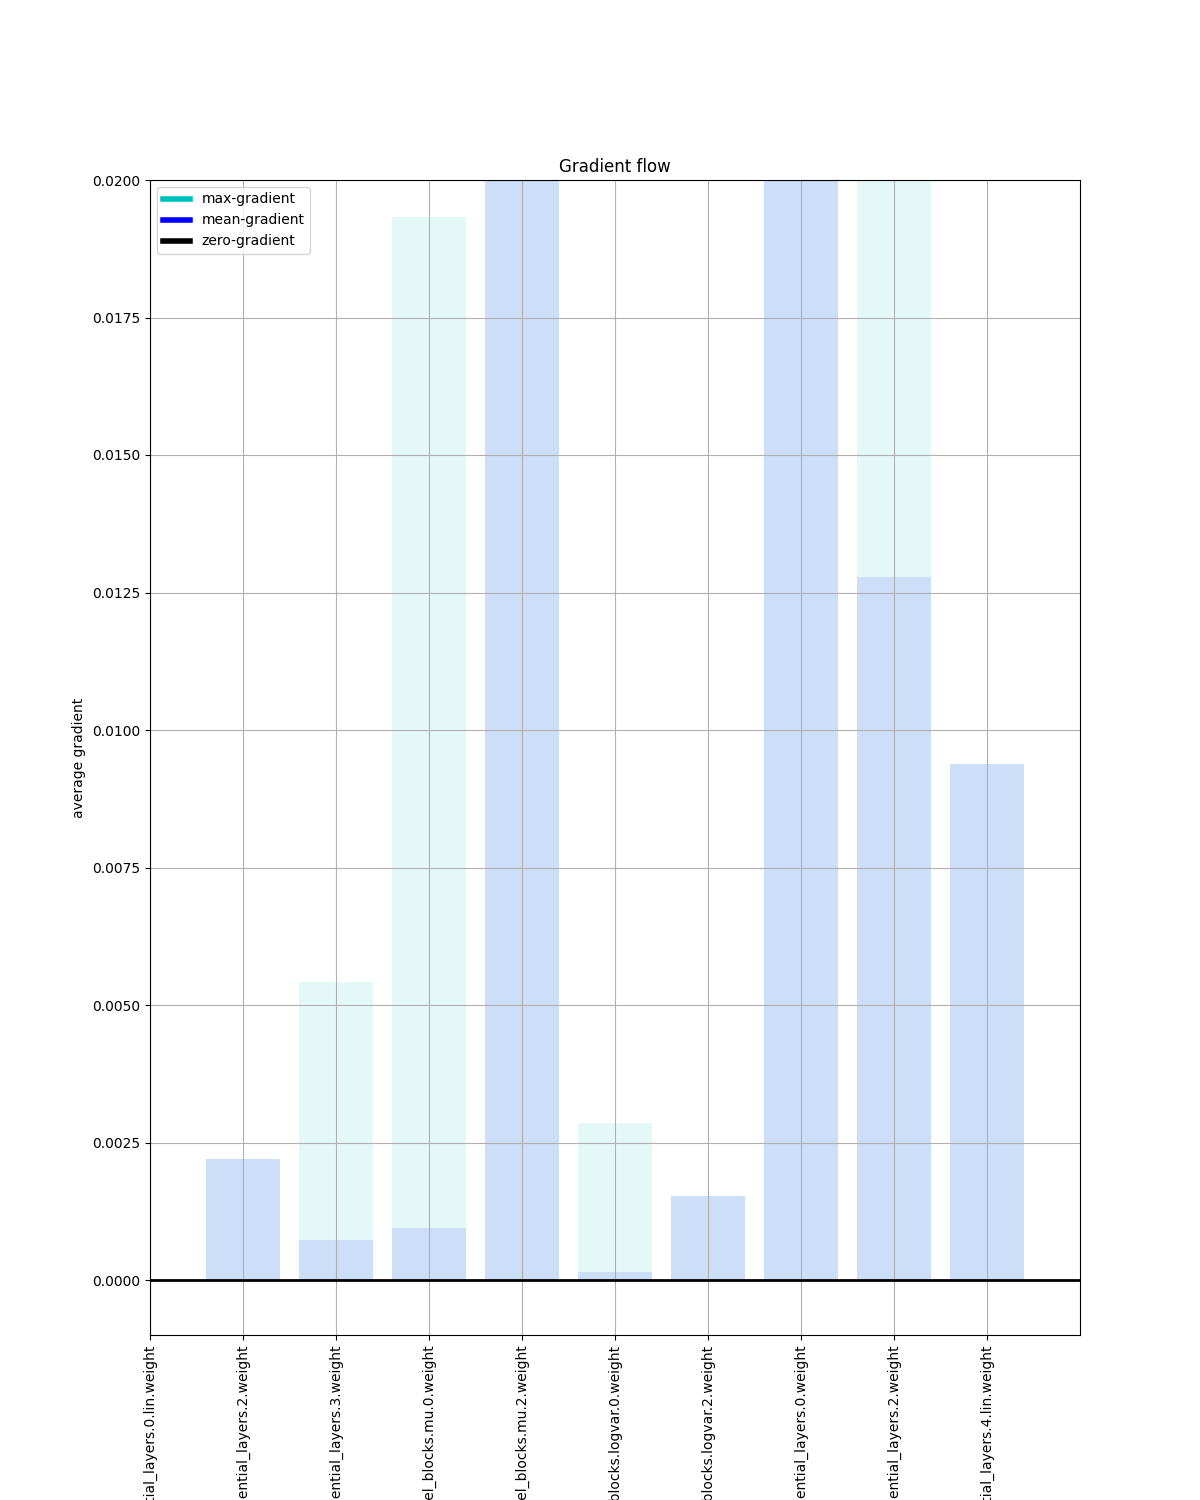 Gradient flow
max-gradient
mean-gradient
zero-gradient
0.0200
0.0175
0.0150
0.0125
0.0100
0.0075
0.0050
0.0025
0.0000
average gradient
tial_layers.0.lin.weight
ential_layers.2.weight
ential_layers.3.weight
el_blocks.mu.0.weight
el_blocks.mu.2.weight
blocks.logvar.0.weight
blocks.logvar.2.weight
ential_layers.0.weight
ential_layers.2.weight
tial_layers.4.lin.weight